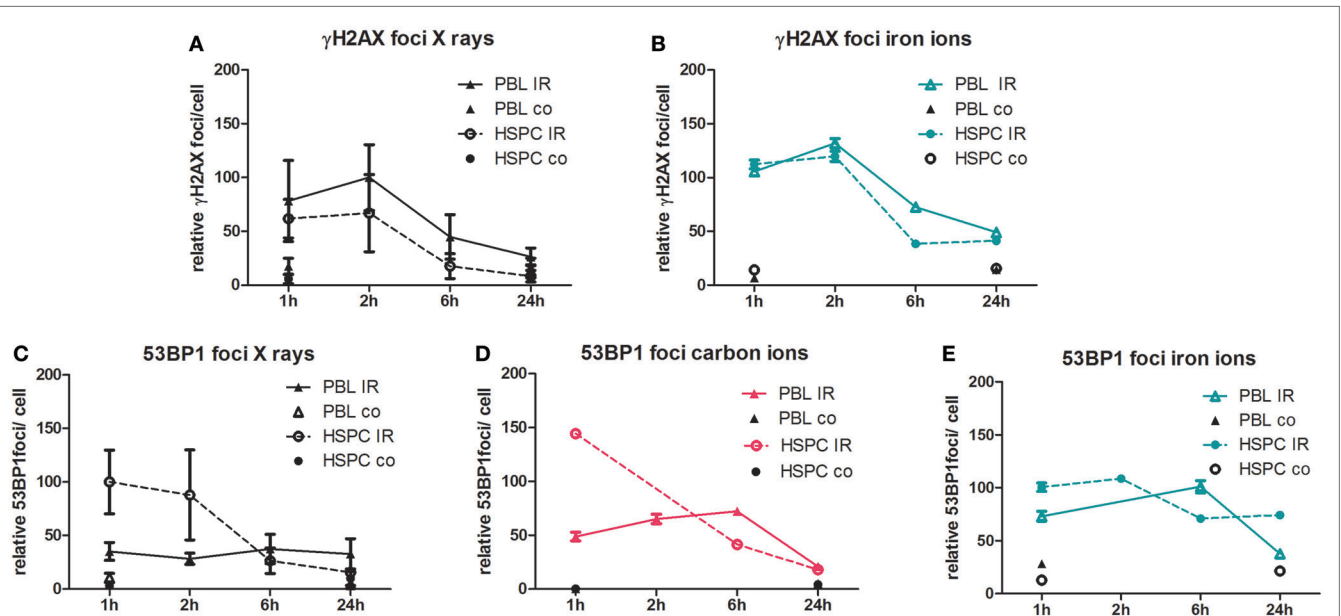 A
γH2AX foci X rays
relative γH2AX foci/cell
200
150
100
50
0
1h 2h 6h 24h
PBL IR
PBL co
HSPC IR
HSPC co
B
γH2AX foci iron ions
relative γH2AX foci/cell
200
150
100
50
0
1h 2h 6h 24h
PBL IR
PBL co
HSPC IR
HSPC co
C
53BP1 foci X rays
relative 53BP1foci/ cell
200
150
100
50
0
1h 2h 6h 24h
PBL IR
PBL co
HSPC IR
HSPC co
D
53BP1 foci carbon ions
relative 53BP1foci/ cell
200
150
100
50
0
1h 2h 6h 24h
PBL IR
PBL co
HSPC IR
HSPC co
E
53BP1 foci iron ions
relative 53BP1foci/ cell
200
150
100
50
0
1h 2h 6h 24h
PBL IR
PBL co
HSPC IR
HSPC co